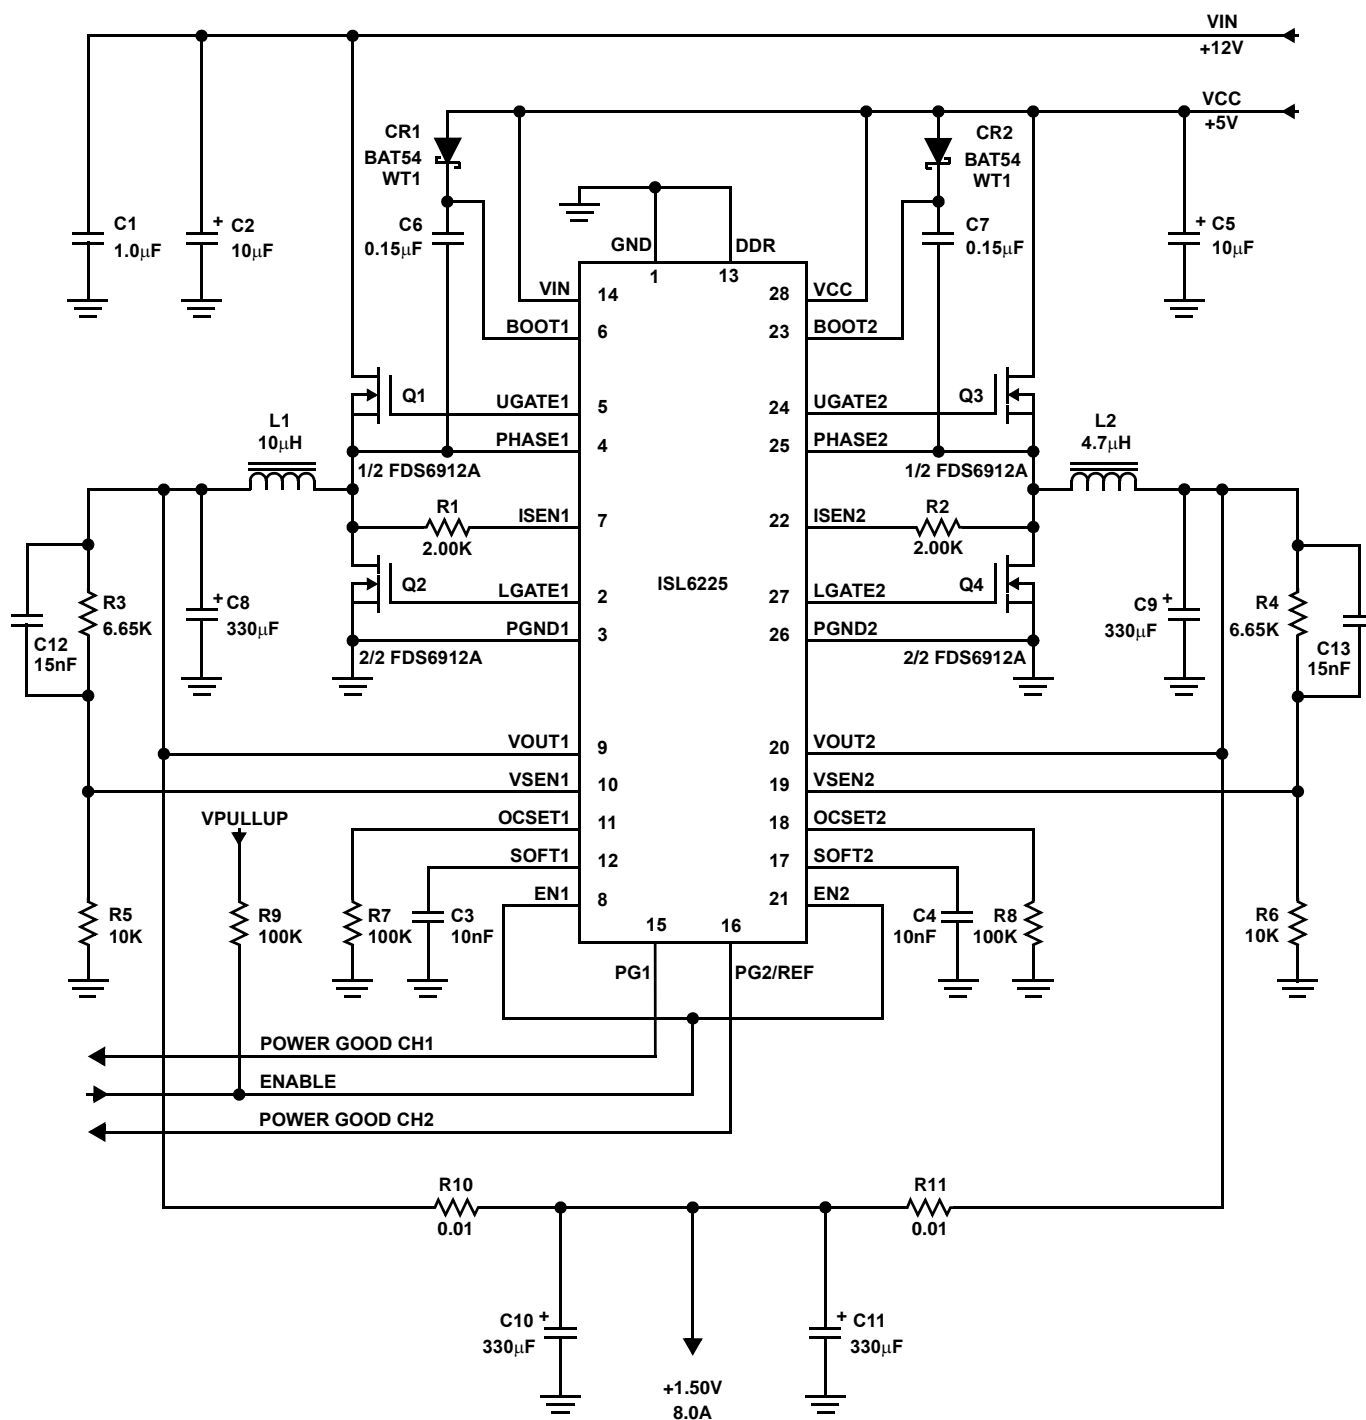 VIN
+12V
VCC
+5V
CR1
BAT54
WT1
CR2
BAT54
WT1
C1
1.0μF
+ C2
10μF
C6
0.15μF
GND
DDR
C7
0.15μF
+ C5
10μF
1
13
VIN
14
28
VCC
BOOT1
6
23
BOOT2
Q1
UGATE1
5
24
UGATE2
Q3
L1
10μH
PHASE1
4
25
PHASE2
L2
4.7μH
1/2 FDS6912A
1/2 FDS6912A
R1
2.00K
ISEN1
7
22
ISEN2
R2
2.00K
ISL6225
Q2
LGATE1
2
27
LGATE2
Q4
R3
6.65K
+ C8
330μF
C9 +
330μF
R4
6.65K
C12
15nF
C13
15nF
PGND1
3
26
PGND2
2/2 FDS6912A
2/2 FDS6912A
VOUT1
9
20
VOUT2
VSEN1
10
19
VSEN2
VPULLUP
OCSET1
11
18
OCSET2
SOFT1
12
17
SOFT2
EN1
8
21
EN2
R5
10K
R9
100K
R7
100K
C3
10nF
15
16
C4
10nF
R8
100K
R6
10K
PG1
PG2/REF
POWER GOOD CH1
ENABLE
POWER GOOD CH2
R10
0.01
R11
0.01
C10 +
330μF
+ C11
330μF
+1.50V
8.0A